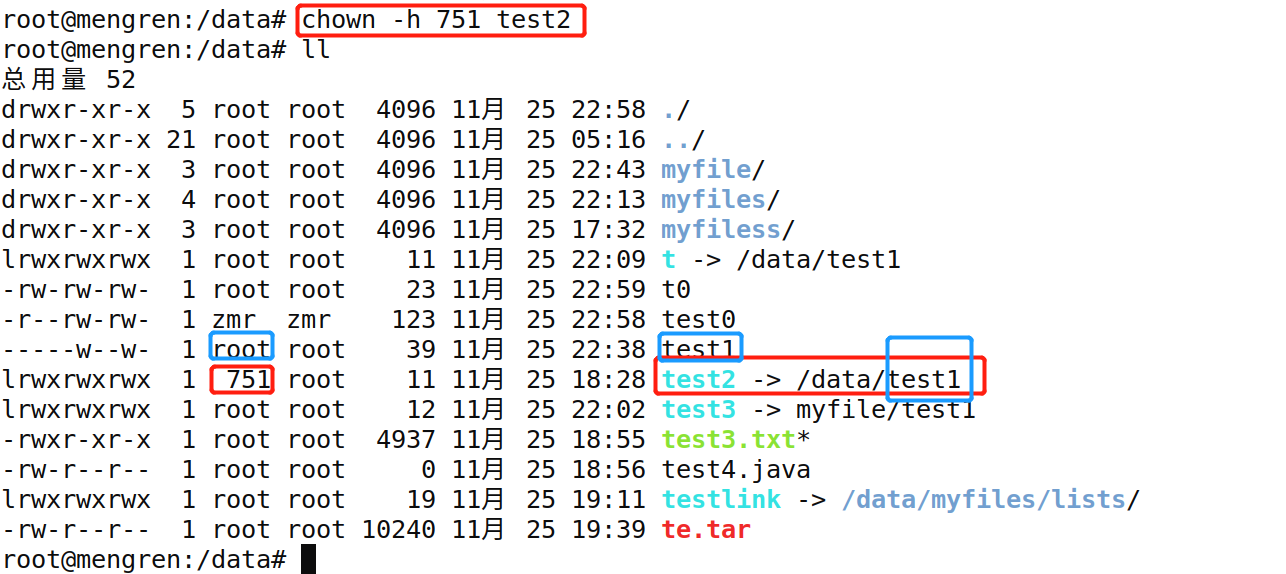 root@mengren:/data# chown -h 751 test2
root@mengren:/data# ll
总用量 52
drwxr-xr-x  5 root root  4096 11月  25 22:58 ./
drwxr-xr-x 21 root root  4096 11月  25 05:16 ../
drwxr-xr-x  3 root root  4096 11月  25 22:43 myfile/
drwxr-xr-x  4 root root  4096 11月  25 22:13 myfiles/
drwxr-xr-x  3 root root  4096 11月  25 17:32 myfiless/
lrwxrwxrwx  1 root root    11 11月  25 22:09 t -> /data/test1
-rw-rw-rw-  1 root root    23 11月  25 22:59 t0
-r--rw-rw-  1 zmr  zmr    123 11月  25 22:58 test0
-----w--w-  1 root root    39 11月  25 22:38 test1
lrwxrwxrwx  1  751 root    11 11月  25 18:28 test2 -> /data/test1
lrwxrwxrwx  1 root root    12 11月  25 22:02 test3 -> myfile/test1
-rwxr-xr-x  1 root root  4937 11月  25 18:55 test3.txt*
-rw-r--r--  1 root root     0 11月  25 18:56 test4.java
lrwxrwxrwx  1 root root    19 11月  25 19:11 testlink -> /data/myfiles/lists/
-rw-r--r--  1 root root 10240 11月  25 19:39 te.tar
root@mengren:/data#